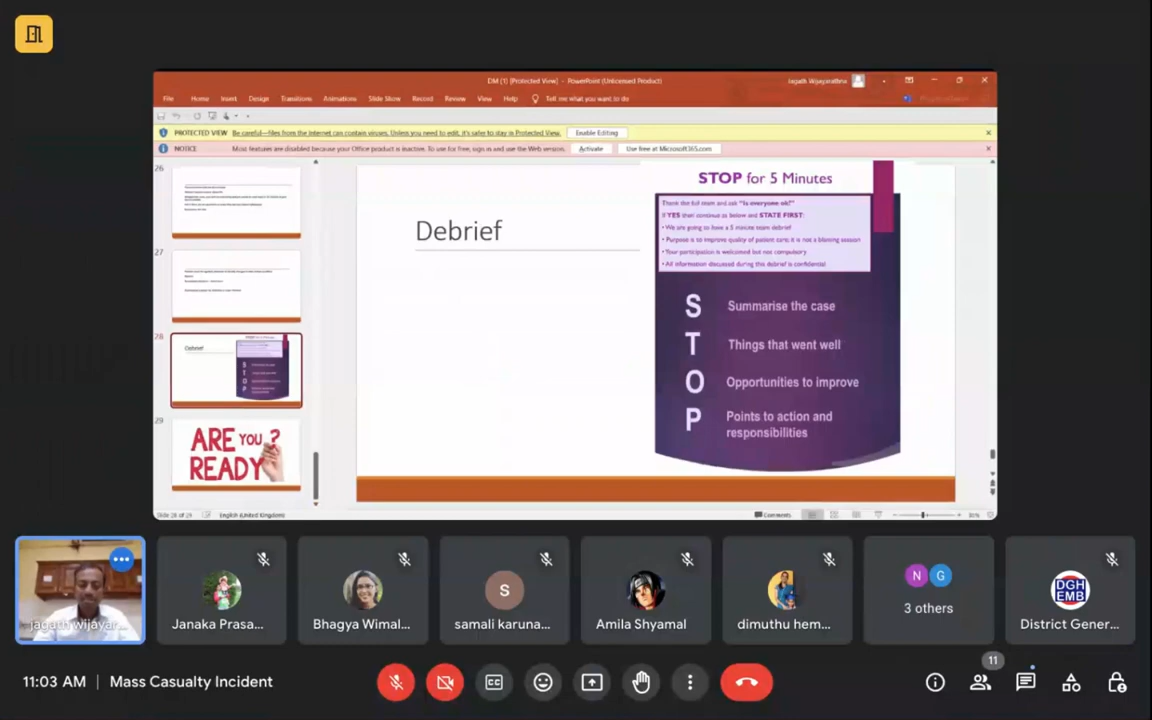 DM (1) [Protected View] - PowerPoint (Unlicensed Product)
Jagath Wijayarathna
File Home Insert Design Transitions Animations Slide Show Record Review View Help Tell me what you want to do
PROTECTED VIEW Be careful—files from the Internet can contain viruses. Unless you need to edit, it's safer to stay in Protected View. Enable Editing
NOTICE Most features are disabled because your Office product is inactive. To use for free, sign in and use the Web version. Activate Use free at Microsoft365.com
26
27
28
Debrief
29
ARE YOU READY?
Debrief
STOP for 5 Minutes
Thank the full team and ask "Is everyone ok?"
If YES then continue as below and STATE FIRST:
• We are going to have a 5 minute team debrief
• Purpose is to improve quality of patient care; it is not a blaming session
• Your participation is welcomed but not compulsory
• All information discussed during this debrief is confidential
S Summarise the case
T Things that went well
O Opportunities to improve
P Points to action and
responsibilities
Slide 28 of 29 English (United Kingdom)
Comments
jagath wijayar...
Janaka Prasa...
Bhagya Wimal...
S
samali karuna...
Amila Shyamal
dimuthu hem...
N G
3 others
DGH
EMB
District Gener...
11:03 AM | Mass Casualty Incident
CC
11